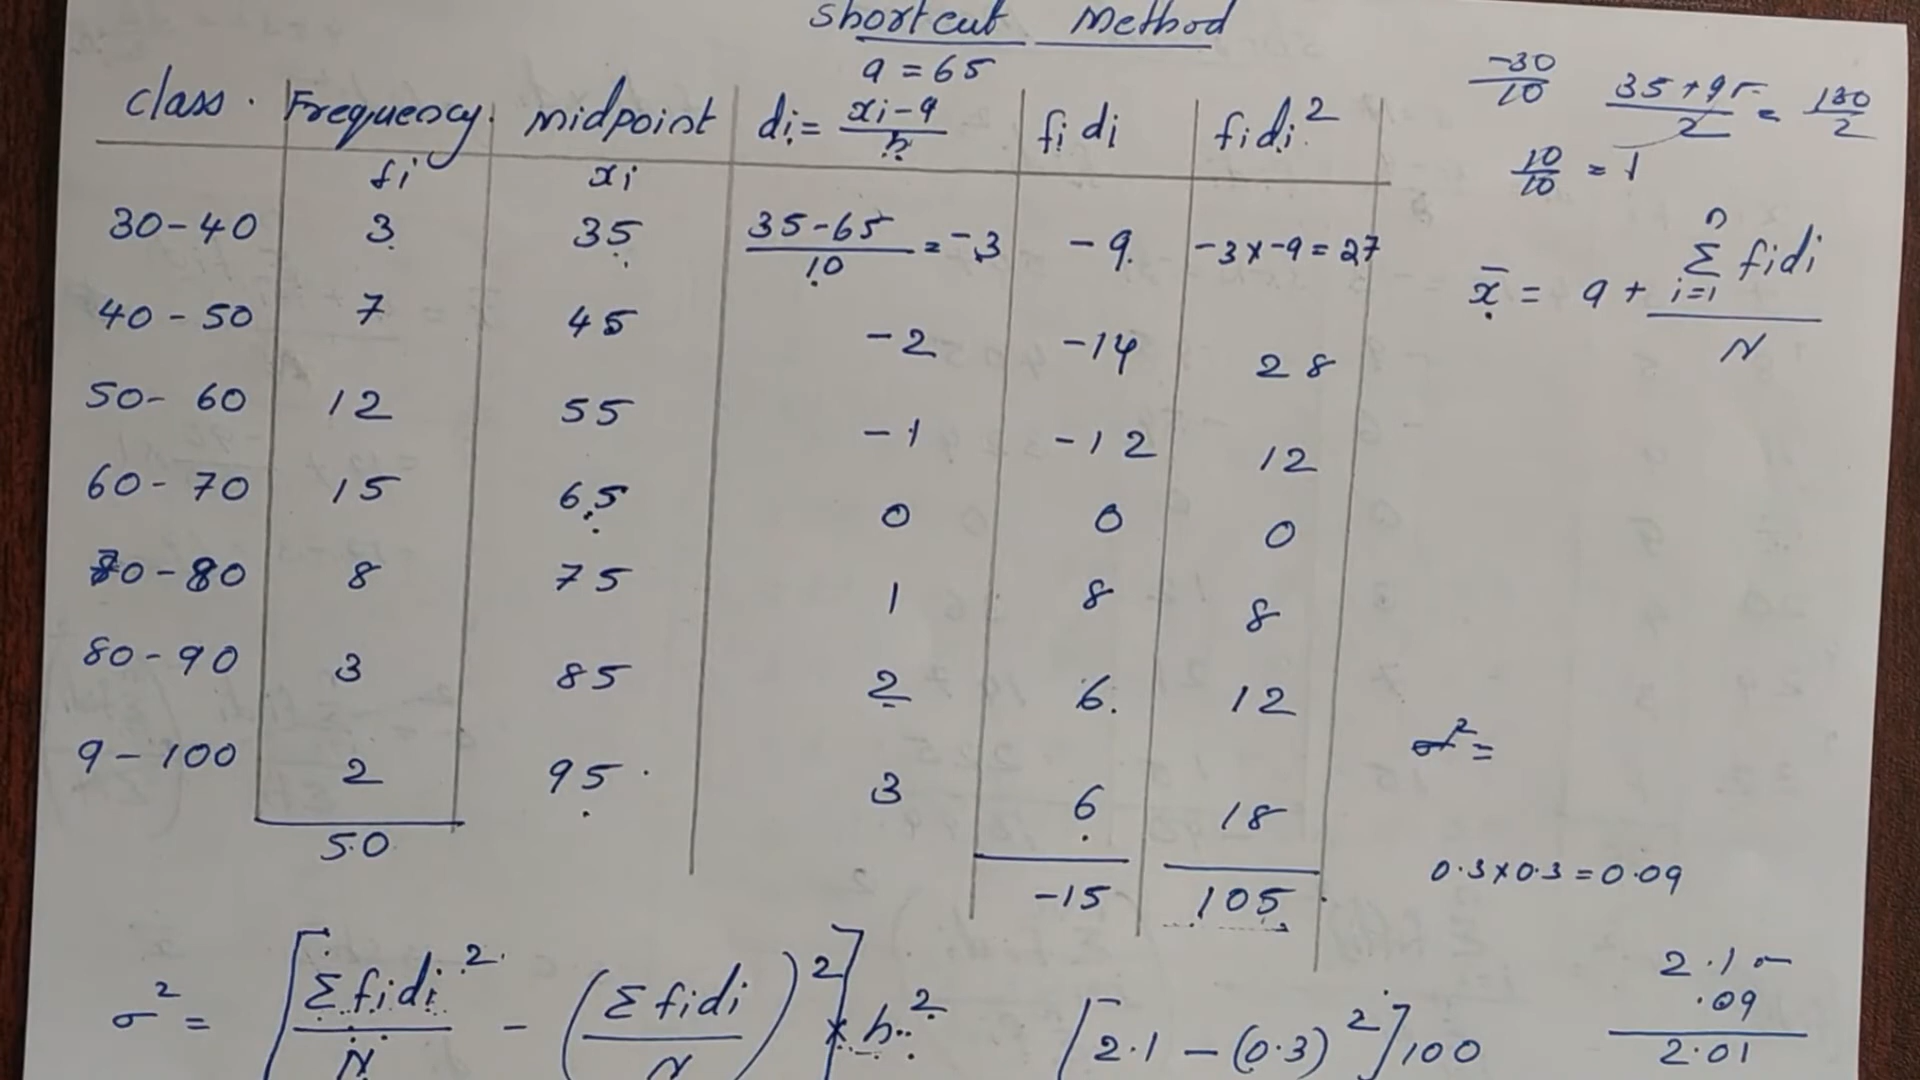 Shortcut Method
a = 65
class. Frequency. Midpoint di = (xi - a)/h fidi fidi²
fi xi
30-40 3 35 (35-65)/10 = -3 -9. -3 x -9 = 27
40-50 7 45 -2 -14 28
50-60 12 55 -1 -12 12
60-70 15 65 0 0 0
70-80 8 75 1 8 8
80-90 3 85 2 6. 12
9-100 2 95 3 6 18
50 -15 105
σ² = [Σfidi²/N - (Σfidi/N)²] x h²
[2.1 - (0.3)²]100
-30/10
(35+95)/2 = 130/2
10/10 = 1
x̄ = a + Σ (i=1, n) fidi / N
σ² =
0.3 x 0.3 = 0.09
2.10
.09
2.01